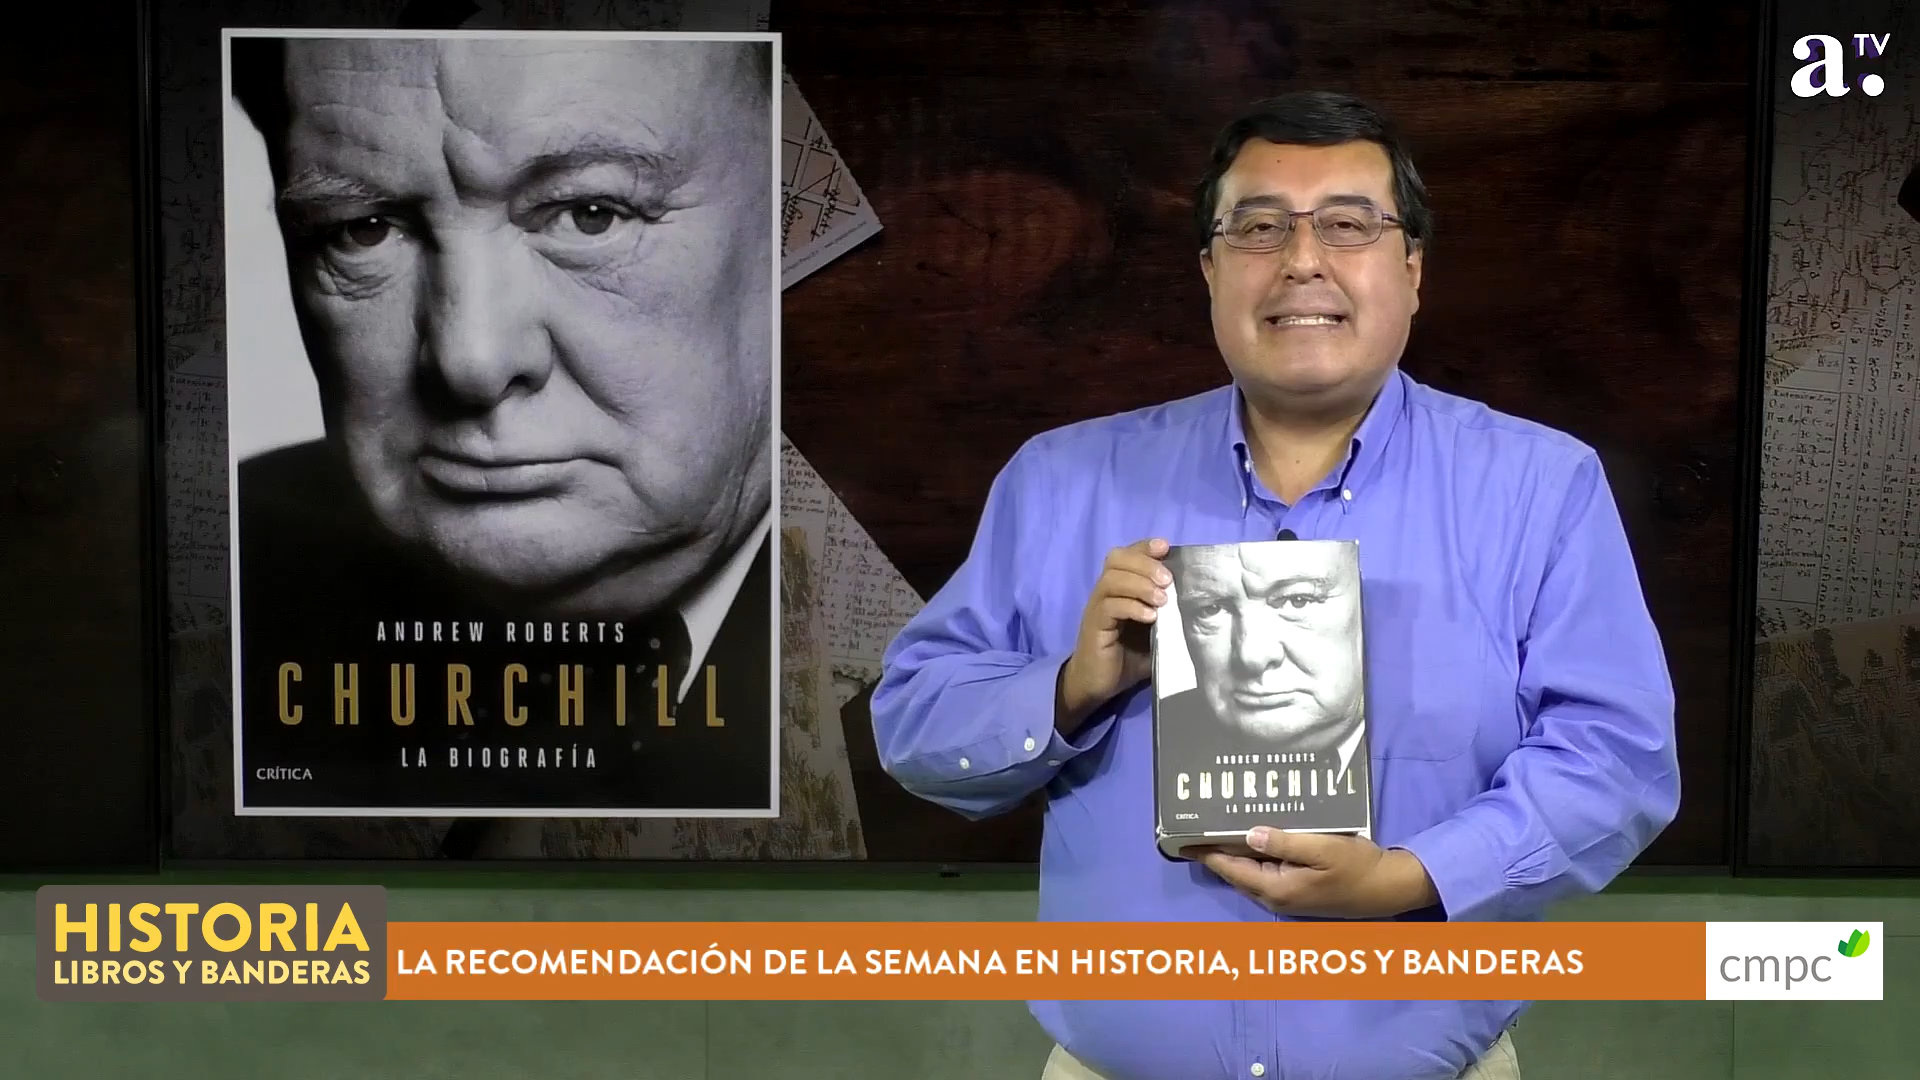 a. TV
ANDREW ROBERTS
CHURCHILL
LA BIOGRAFÍA
CRÍTICA
ANDREW ROBERTS
CHURCHILL
LA BIOGRAFÍA
CRÍTICA
HISTORIA
LIBROS Y BANDERAS
LA RECOMENDACIÓN DE LA SEMANA EN HISTORIA, LIBROS Y BANDERAS
cmpc